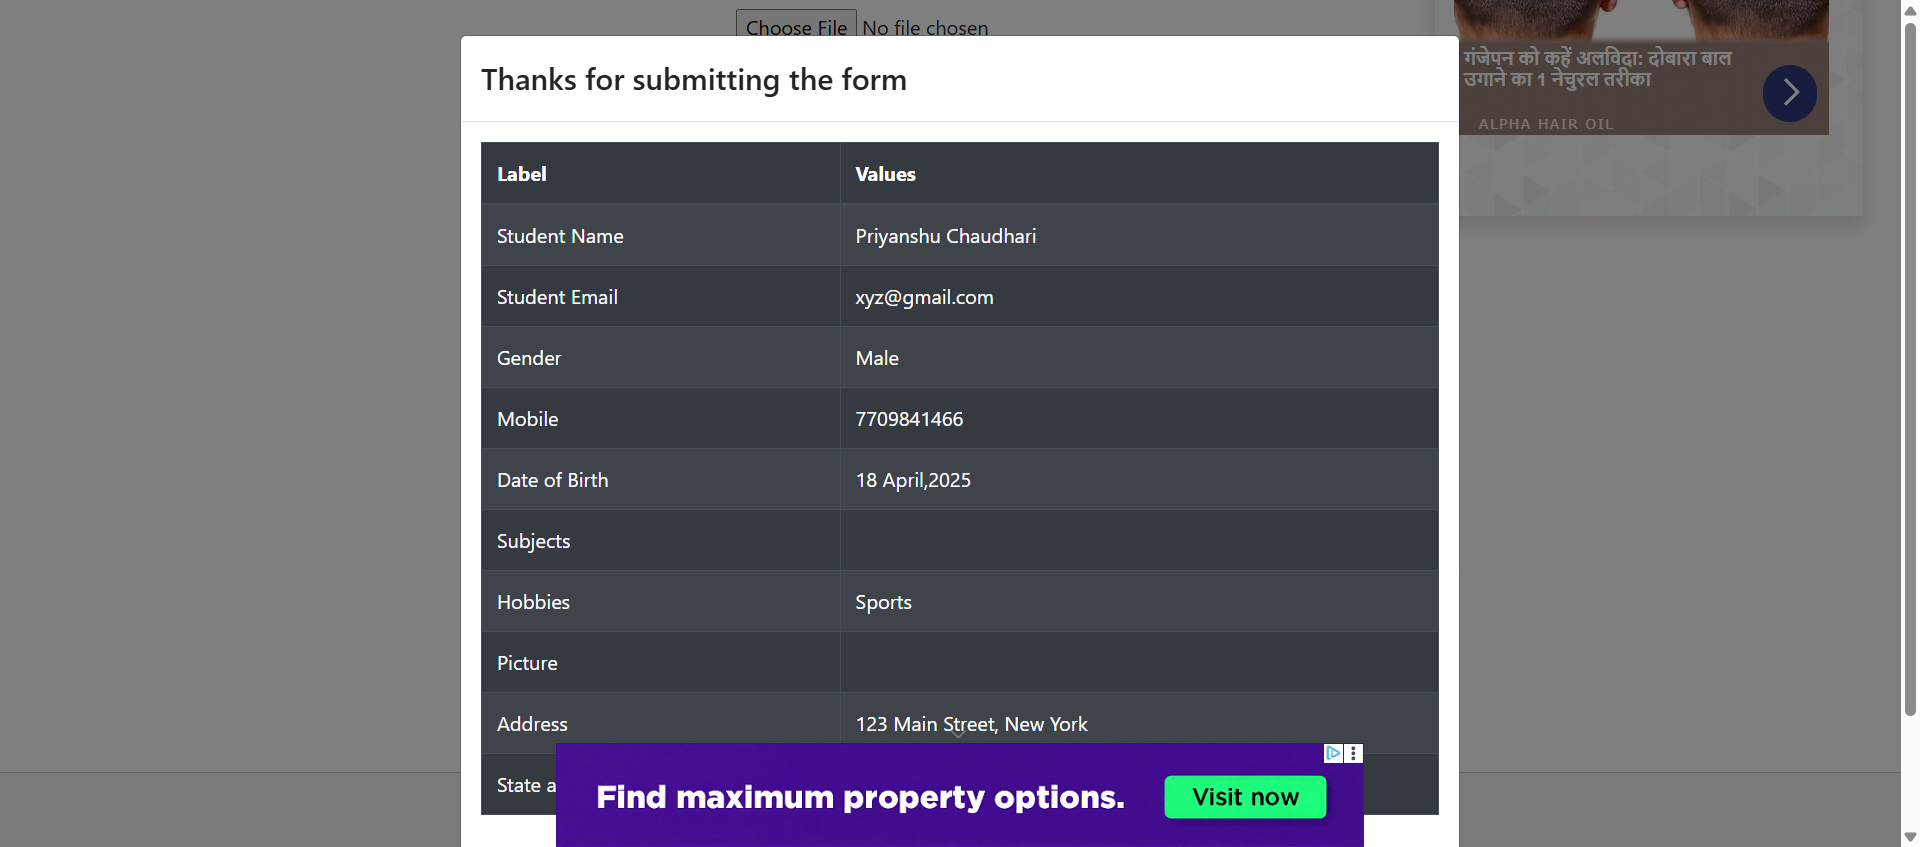 Choose File No file chosen
Thanks for submitting the form
Label Values
Student Name Priyanshu Chaudhari
Student Email xyz@gmail.com
Gender Male
Mobile 7709841466
Date of Birth 18 April,2025
Subjects
Hobbies Sports
Picture
Address 123 Main Street, New York
State a
Find maximum property options. Visit now
गंजेपन को कहें अलविदा: दोबारा बाल
उगाने का 1 नेचुरल तरीका
ALPHA HAIR OIL